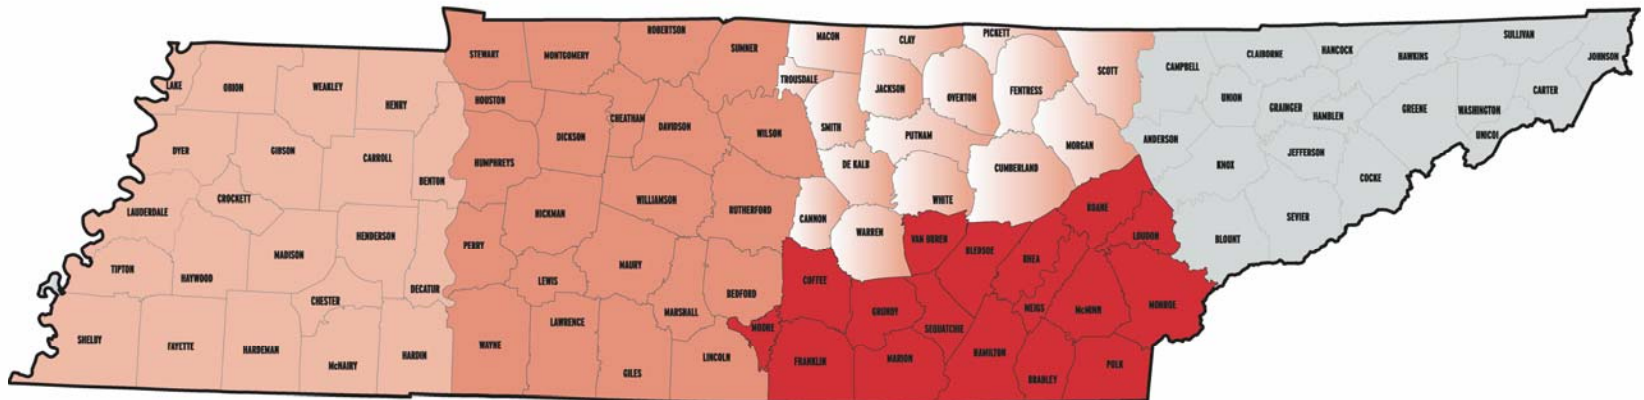 STEWART
MONTGOMERY
ROBERTSON
SUMNER
MACON
CLAY
PICKETT
SCOTT
CAMPBELL
CLAIBORNE
HANCOCK
HAWKINS
SULLIVAN
JOHNSON
LAKE
OBION
WEAKLEY
HENRY
HOUSTON
DICKSON
CHEATHAM
DAVIDSON
WILSON
TROUSDALE
SMITH
JACKSON
OVERTON
FENTRESS
MORGAN
ANDERSON
UNION
GRAINGER
HAMBLEN
GREENE
WASHINGTON
CARTER
UNICOI
DYER
GIBSON
CARROLL
BENTON
HUMPHREYS
PUTNAM
DE KALB
WHITE
CUMBERLAND
KNOX
JEFFERSON
COCKE
LAUDERDALE
CROCKETT
HENDERSON
PERRY
HICKMAN
WILLIAMSON
RUTHERFORD
CANNON
WARREN
VAN BUREN
BLEDSOE
RHEA
ROANE
LOUDON
BLOUNT
SEVIER
TIPTON
HAYWOOD
MADISON
CHESTER
DECATUR
LEWIS
MAURY
MARSHALL
BEDFORD
COFFEE
GRUNDY
SEQUATCHIE
MEIGS
McMINN
MONROE
SHELBY
FAYETTE
HARDEMAN
McNAIRY
HARDIN
WAYNE
LAWRENCE
GILES
LINCOLN
MOORE
FRANKLIN
MARION
HAMILTON
BRADLEY
POLK